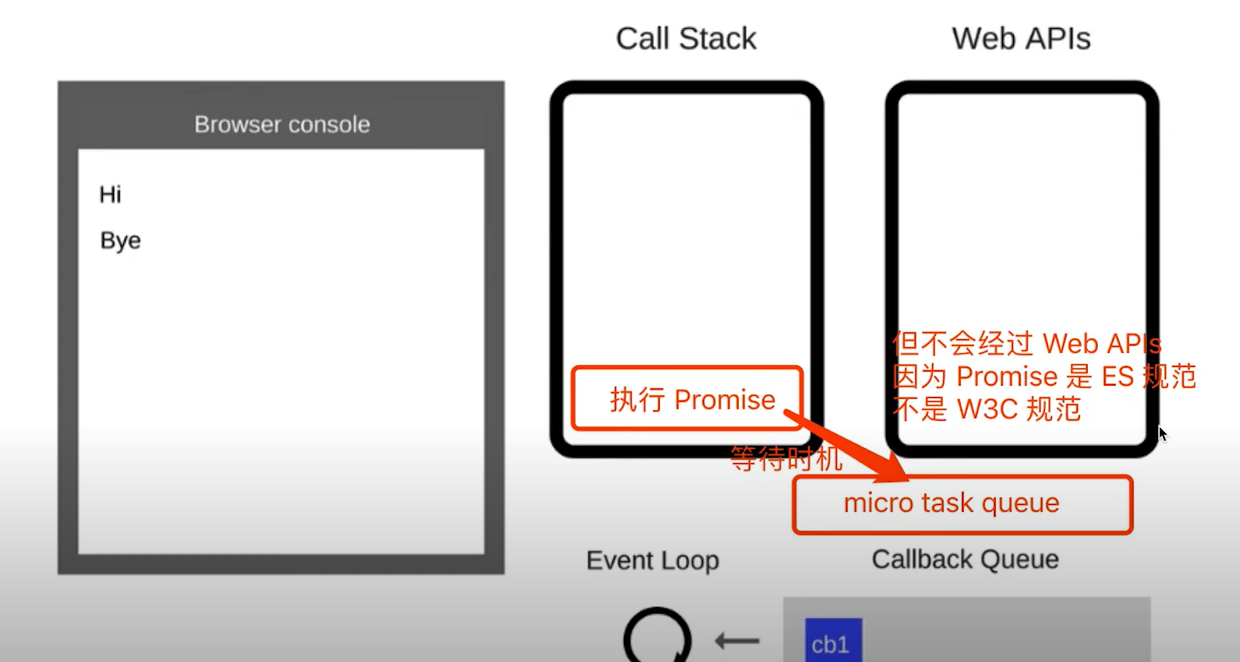 Call Stack
Web APIs
Browser console
Hi
Bye
但不会经过 Web APIs
因为 Promise 是 ES 规范
不是 W3C 规范
执行 Promise
等待时机
micro task queue
Event Loop
Callback Queue
cb1